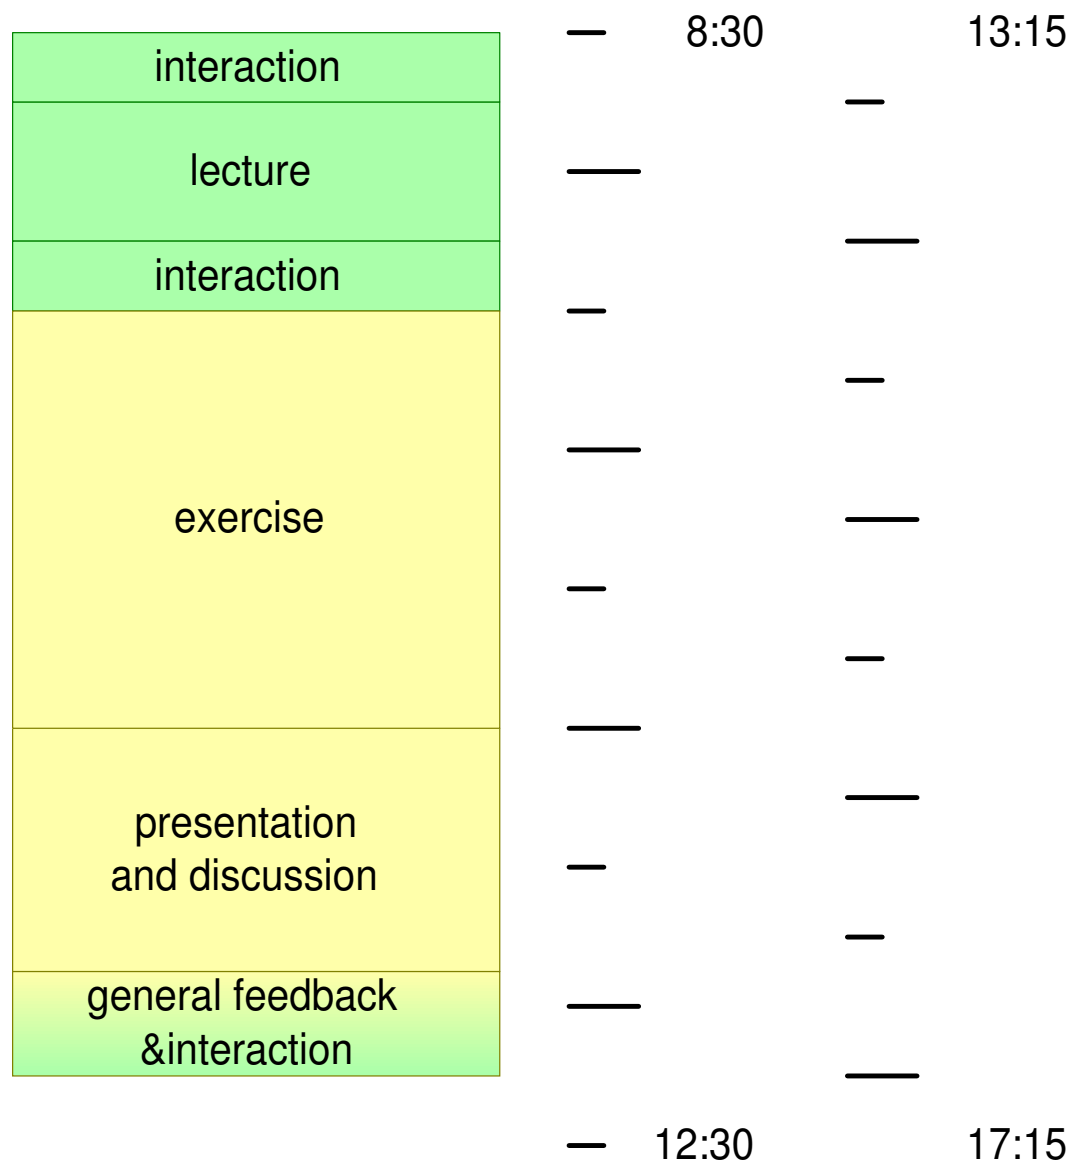 8:30
13:15
interaction
lecture
interaction
exercise
presentation
and discussion
general feedback
&interaction
12:30
17:15